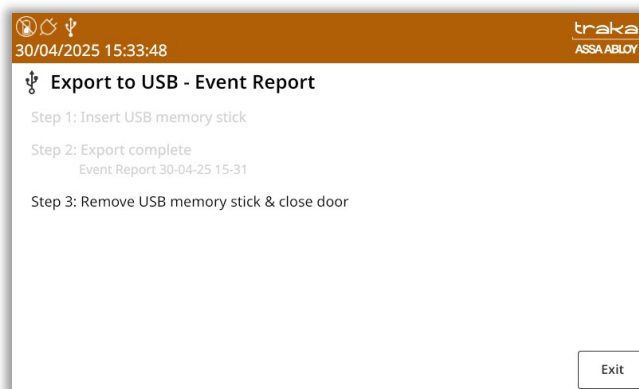 traka
30/04/2025 15:33:48
ASSA ABLOY
Export to USB - Event Report
Step 1: Insert USB memory stick
Step 2: Export complete
Event Report 30-04-25 15-31
Step 3: Remove USB memory stick & close door
Exit